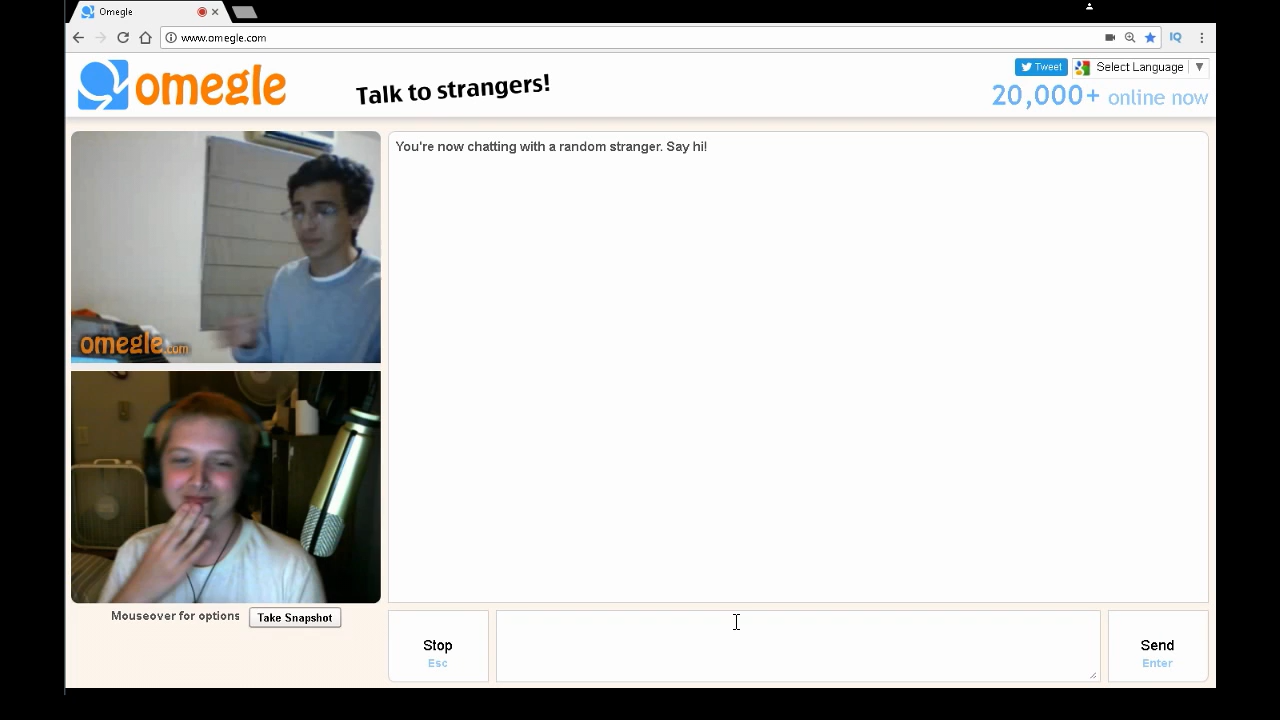 Omegle
www.omegle.com
IQ
omegle
Talk to strangers!
Tweet
Select Language
20,000+ online now
You're now chatting with a random stranger. Say hi!
omegle.com
Mouseover for options
Take Snapshot
Stop
Esc
Send
Enter